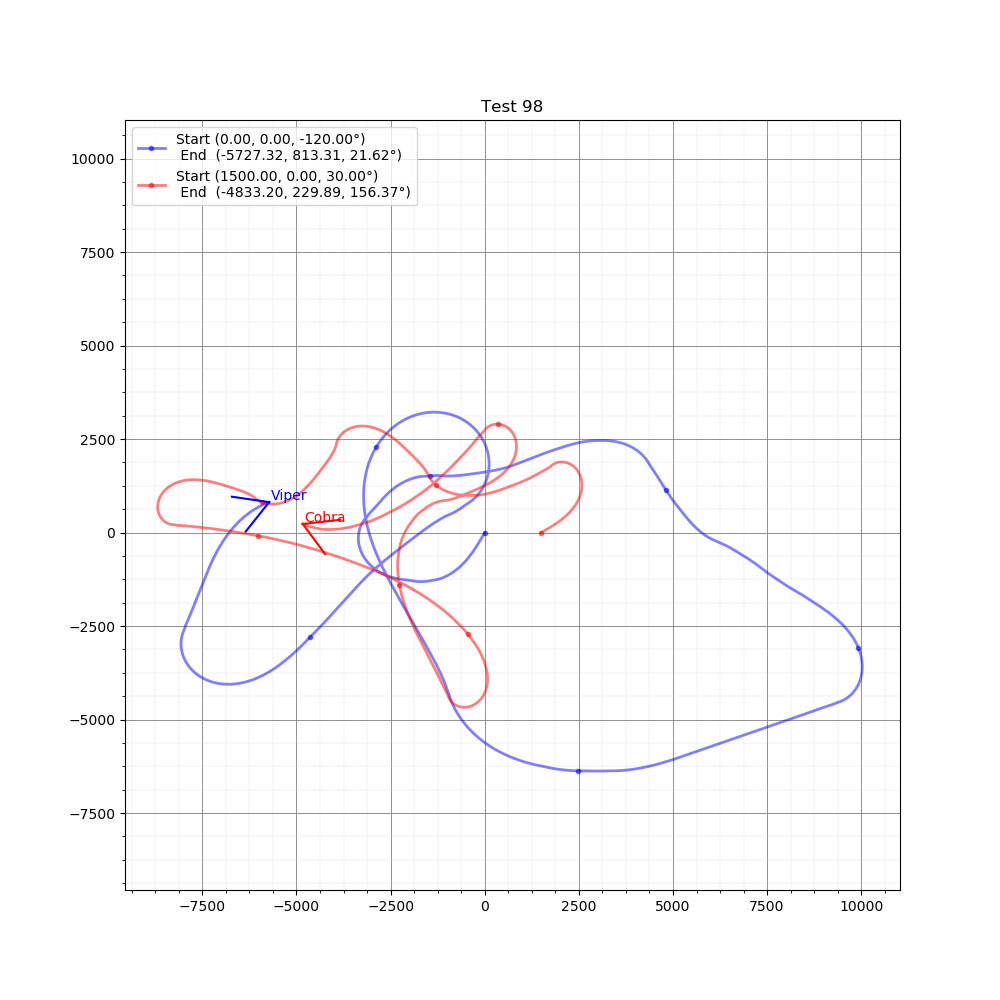 Test 98
Start (0.00, 0.00, -120.00°)
End (-5727.32, 813.31, 21.62°)
Start (1500.00, 0.00, 30.00°)
End (-4833.20, 229.89, 156.37°)
10000
7500
5000
2500
0
−2500
−5000
−7500
Viper
Cobra
−7500
−5000
−2500
0
2500
5000
7500
10000